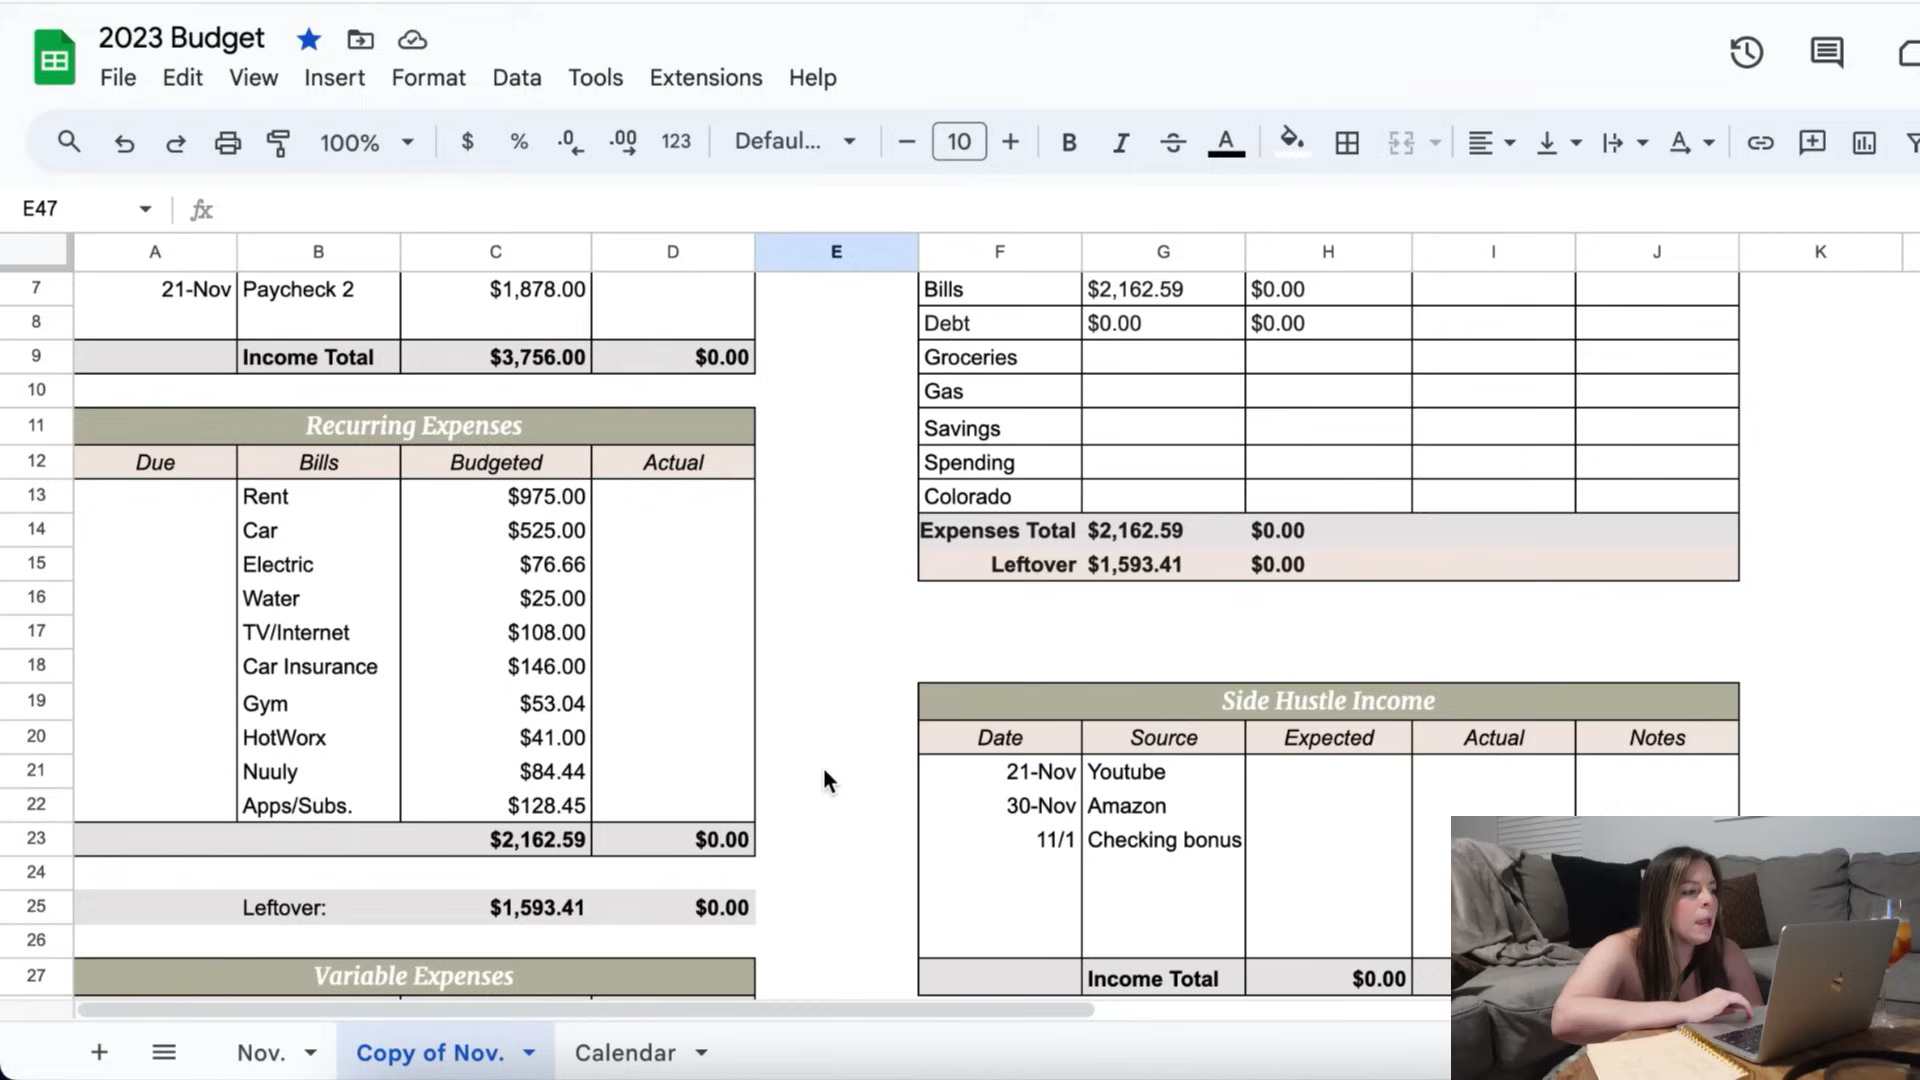 2023 Budget
File Edit View Insert Format Data Tools Extensions Help
100% $ % .0 .00 123 Defaul... 10 B I A
E47 fx
A B C D E F G H I J K
7 21-Nov Paycheck 2 $1,878.00 Bills $2,162.59 $0.00
8 Debt $0.00 $0.00
9 Income Total $3,756.00 $0.00 Groceries
10 Gas
11 Recurring Expenses Savings
12 Due Bills Budgeted Actual Spending
13 Rent $975.00 Colorado
14 Car $525.00 Expenses Total $2,162.59 $0.00
15 Electric $76.66 Leftover $1,593.41 $0.00
16 Water $25.00
17 TV/Internet $108.00
18 Car Insurance $146.00
19 Gym $53.04 Side Hustle Income
20 HotWorx $41.00 Date Source Expected Actual Notes
21 Nuuly $84.44 21-Nov Youtube
22 Apps/Subs. $128.45 30-Nov Amazon
23 $2,162.59 $0.00 11/1 Checking bonus
24
25 Leftover: $1,593.41 $0.00
26
27 Variable Expenses Income Total $0.00
Nov. Copy of Nov. Calendar